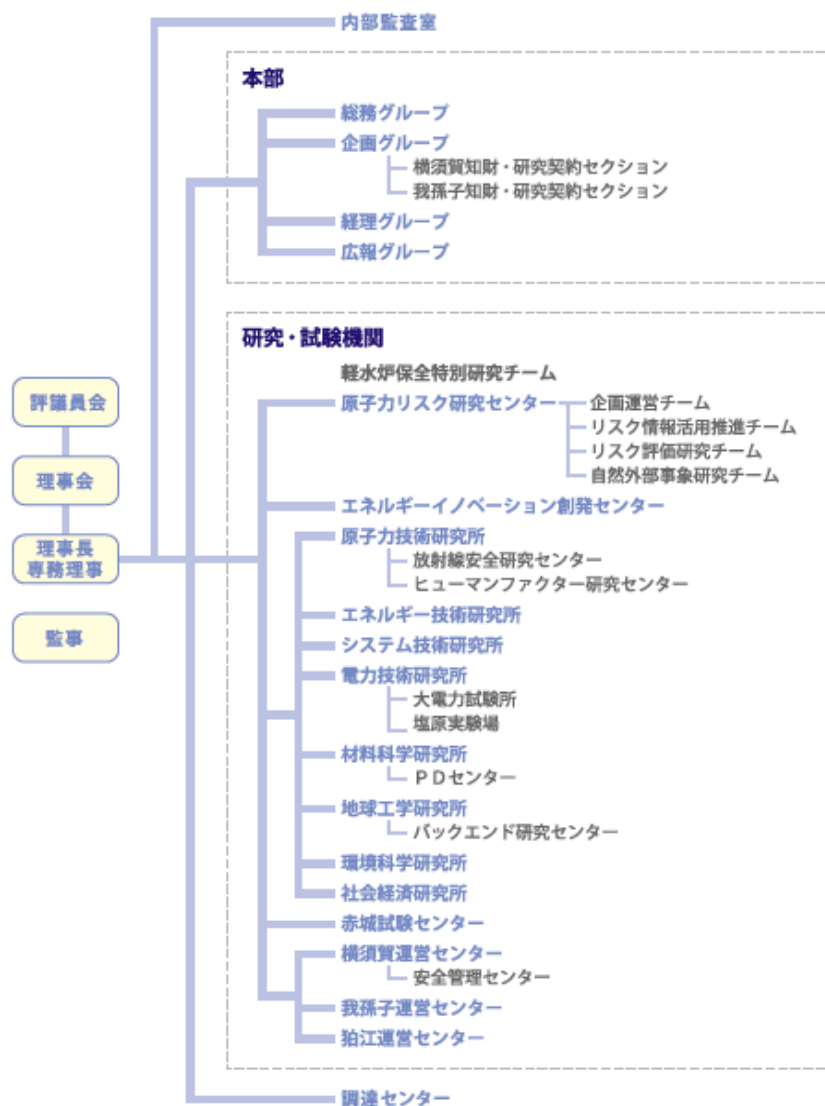 内部監査室
本部
総務グループ
企画グループ
横須賀知財・研究契約セクション
我孫子知財・研究契約セクション
経理グループ
広報グループ
研究・試験機関
軽水炉保全特別研究チーム
原子力リスク研究センター
企画運営チーム
リスク情報活用推進チーム
リスク評価研究チーム
自然外部事象研究チーム
評議員会
理事会
理事長
専務理事
監事
エネルギーイノベーション創発センター
原子力技術研究所
放射線安全研究センター
ヒューマンファクター研究センター
エネルギー技術研究所
システム技術研究所
電力技術研究所
大電力試験所
塩原実験場
材料科学研究所
ＰＤセンター
地球工学研究所
バックエンド研究センター
環境科学研究所
社会経済研究所
赤城試験センター
横須賀運営センター
安全管理センター
我孫子運営センター
狛江運営センター
調達センター